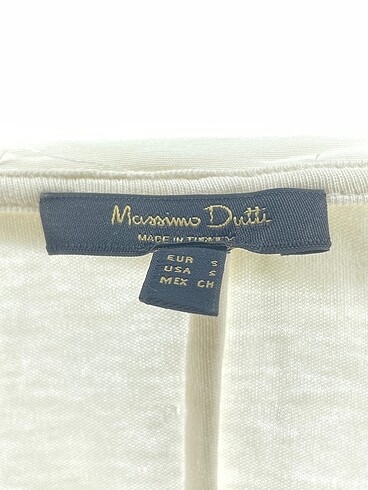 Massimo Dutti
MADE IN TURKEY
EUR S
USA S
MEX CH